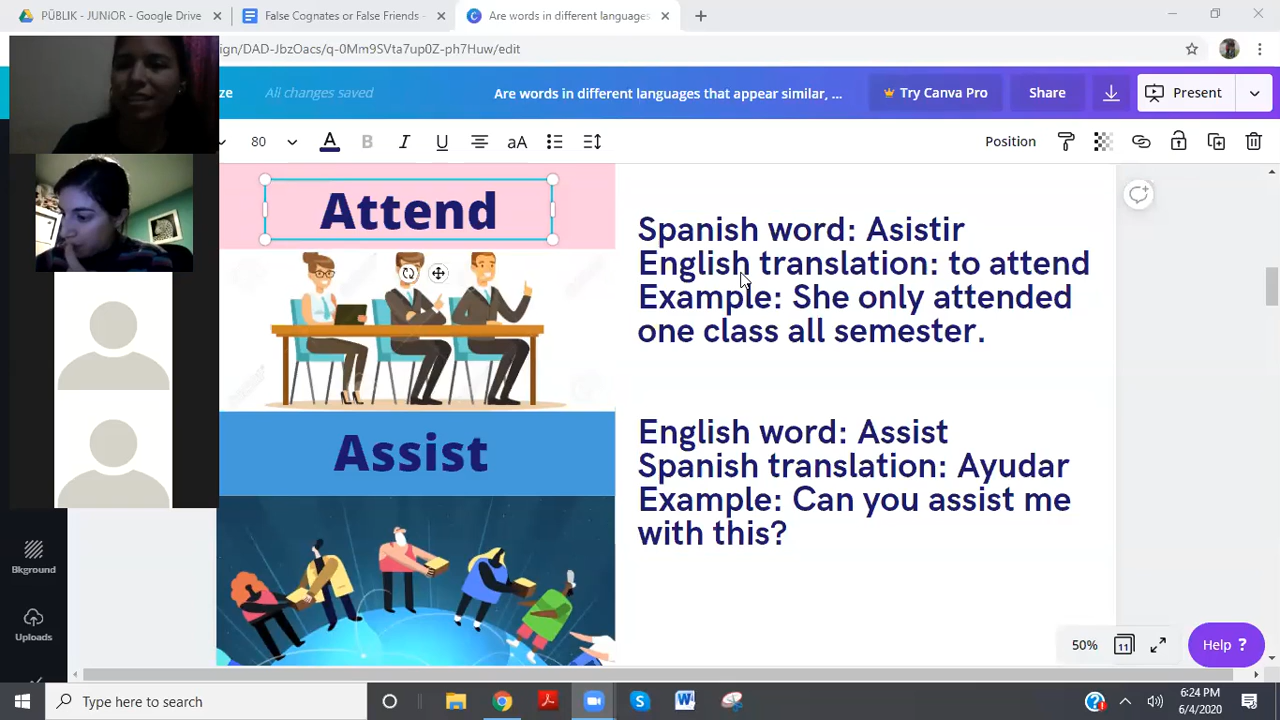 PÜBLIK - JUNIOR - Google Drive
False Cognates or False Friends -
Are words in different languages
ign/DAD-JbzOacs/q-0Mm9SVta7up0Z-ph7Huw/edit
ze
All changes saved
Are words in different languages that appear similar, ...
Try Canva Pro
Share
Present
80
A
B
I
U
aA
Position
Attend
Spanish word: Asistir
English translation: to attend
Example: She only attended
one class all semester.
Assist
English word: Assist
Spanish translation: Ayudar
Example: Can you assist me
with this?
Bkground
Uploads
50%
11
Help ?
Type here to search
6:24 PM
6/4/2020